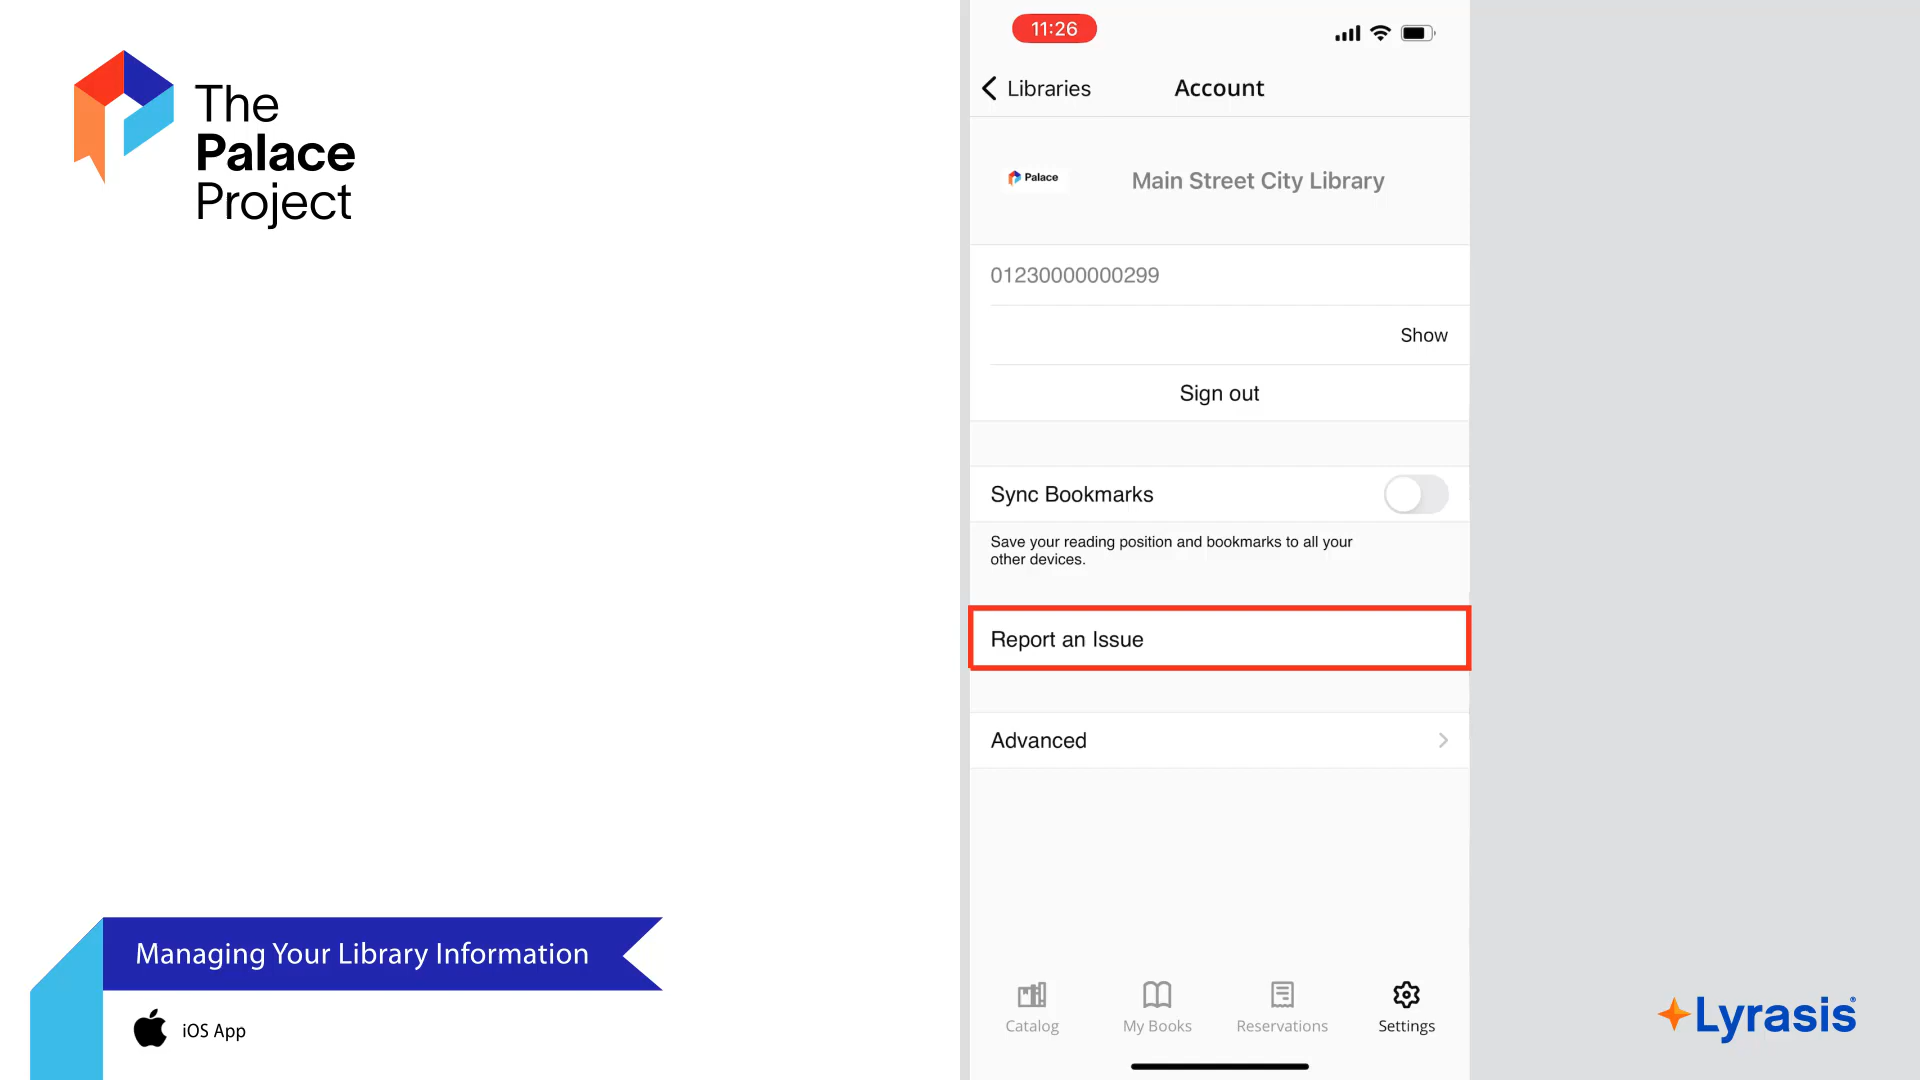 The
Palace
Project
11:26
Libraries
Account
Palace
Main Street City Library
01230000000299
Show
Sign out
Sync Bookmarks
Save your reading position and bookmarks to all your
other devices.
Report an Issue
Advanced
Catalog
My Books
Reservations
Settings
Managing Your Library Information
iOS App
Lyrasis